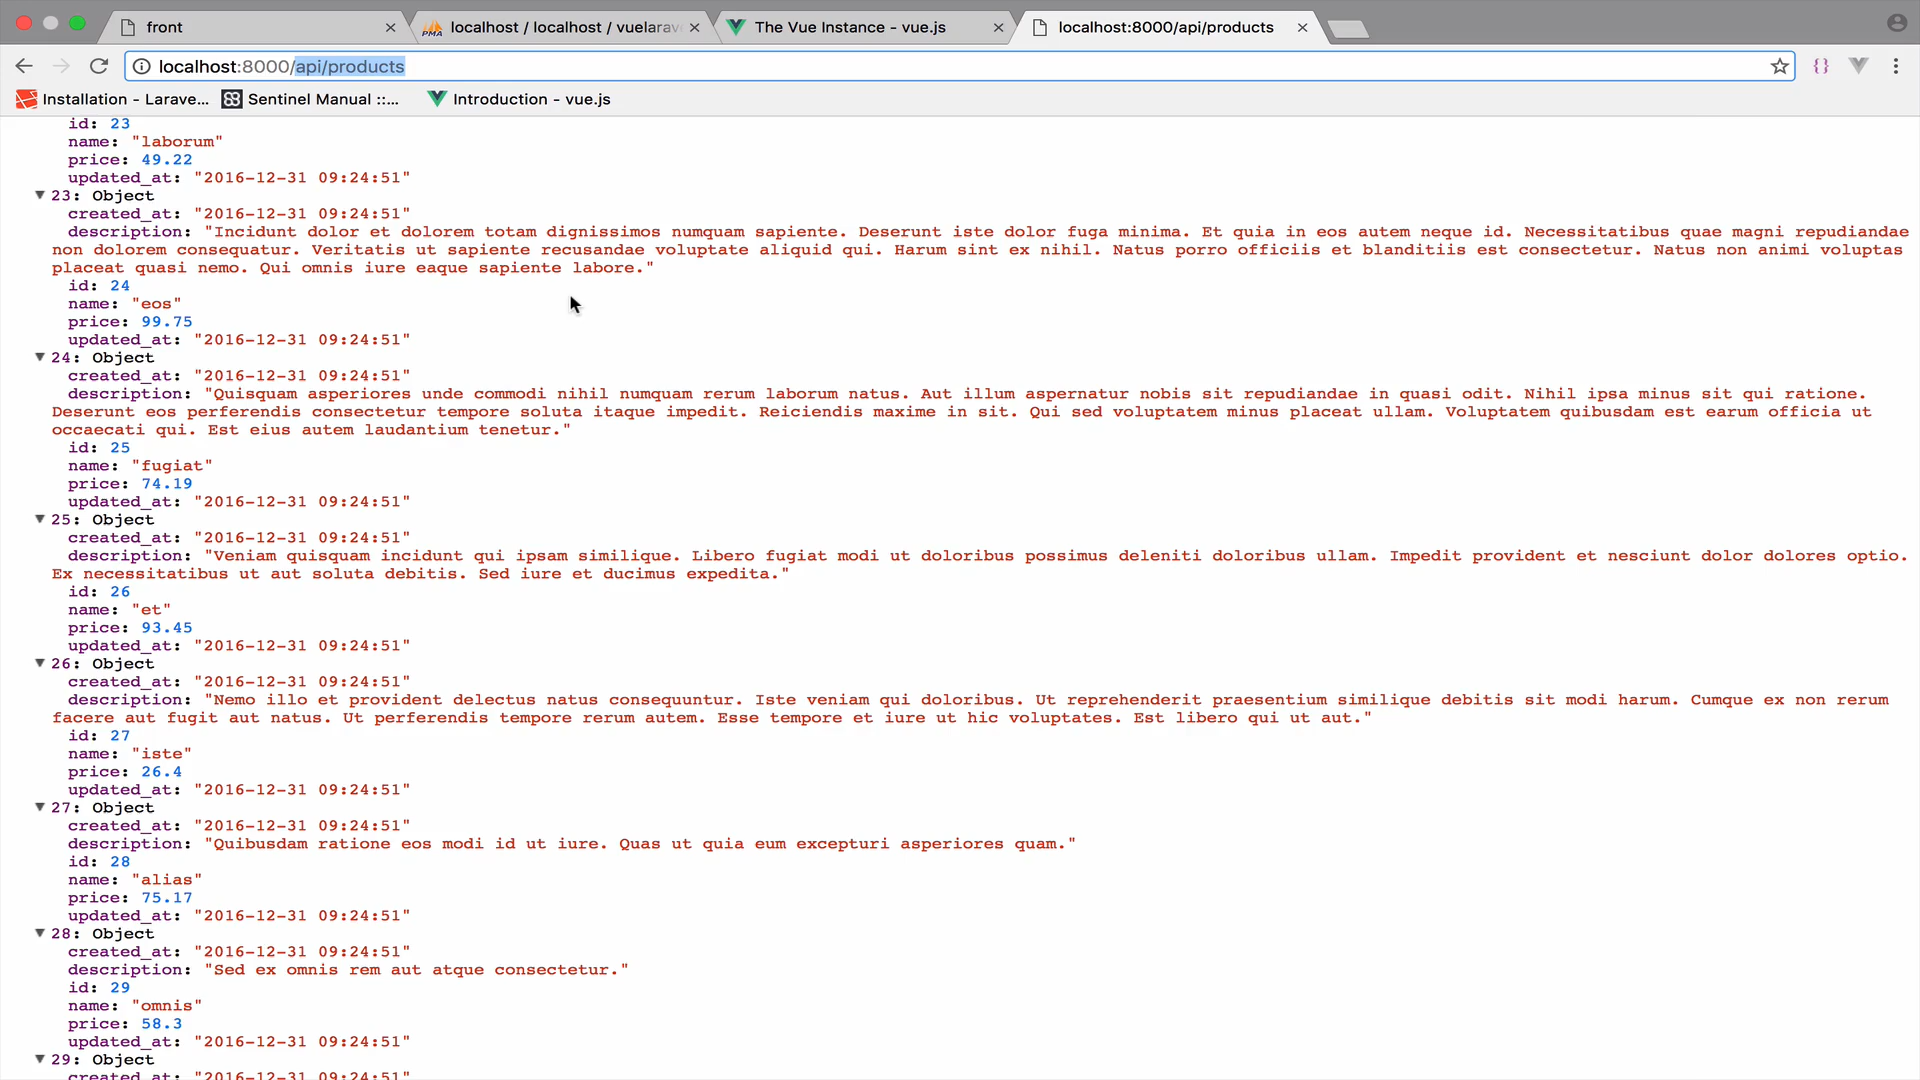 front
localhost / localhost / vuelarav
The Vue Instance - vue.js
localhost:8000/api/products
localhost:8000/api/products
Installation - Larave...
Sentinel Manual ::...
Introduction - vue.js
id: 23
name: "laborum"
price: 49.22
updated_at: "2016-12-31 09:24:51"
23: Object
created_at: "2016-12-31 09:24:51"
description: "Incidunt dolor et dolorem totam dignissimos numquam sapiente. Deserunt iste dolor fuga minima. Et quia in eos autem neque id. Necessitatibus quae magni repudiandae
non dolorem consequatur. Veritatis ut sapiente recusandae voluptate aliquid qui. Harum sint ex nihil. Natus porro officiis et blanditiis est consectetur. Natus non animi voluptas
placeat quasi nemo. Qui omnis iure eaque sapiente labore."
id: 24
name: "eos"
price: 99.75
updated_at: "2016-12-31 09:24:51"
24: Object
created_at: "2016-12-31 09:24:51"
description: "Quisquam asperiores unde commodi nihil numquam rerum laborum natus. Aut illum aspernatur nobis sit repudiandae in quasi odit. Nihil ipsa minus sit qui ratione.
Deserunt eos perferendis consectetur tempore soluta itaque impedit. Reiciendis maxime in sit. Qui sed voluptatem minus placeat ullam. Voluptatem quibusdam est earum officia ut
occaecati qui. Est eius autem laudantium tenetur."
id: 25
name: "fugiat"
price: 74.19
updated_at: "2016-12-31 09:24:51"
25: Object
created_at: "2016-12-31 09:24:51"
description: "Veniam quisquam incidunt qui ipsam similique. Libero fugiat modi ut doloribus possimus deleniti doloribus ullam. Impedit provident et nesciunt dolor dolores optio.
Ex necessitatibus ut aut soluta debitis. Sed iure et ducimus expedita."
id: 26
name: "et"
price: 93.45
updated_at: "2016-12-31 09:24:51"
26: Object
created_at: "2016-12-31 09:24:51"
description: "Nemo illo et provident delectus natus consequuntur. Iste veniam qui doloribus. Ut reprehenderit praesentium similique debitis sit modi harum. Cumque ex non rerum
facere aut fugit aut natus. Ut perferendis tempore rerum autem. Esse tempore et iure ut hic voluptates. Est libero qui ut aut."
id: 27
name: "iste"
price: 26.4
updated_at: "2016-12-31 09:24:51"
27: Object
created_at: "2016-12-31 09:24:51"
description: "Quibusdam ratione eos modi id ut iure. Quas ut quia eum excepturi asperiores quam."
id: 28
name: "alias"
price: 75.17
updated_at: "2016-12-31 09:24:51"
28: Object
created_at: "2016-12-31 09:24:51"
description: "Sed ex omnis rem aut atque consectetur."
id: 29
name: "omnis"
price: 58.3
updated_at: "2016-12-31 09:24:51"
29: Object
created_at: "2016-12-31 09:24:51"